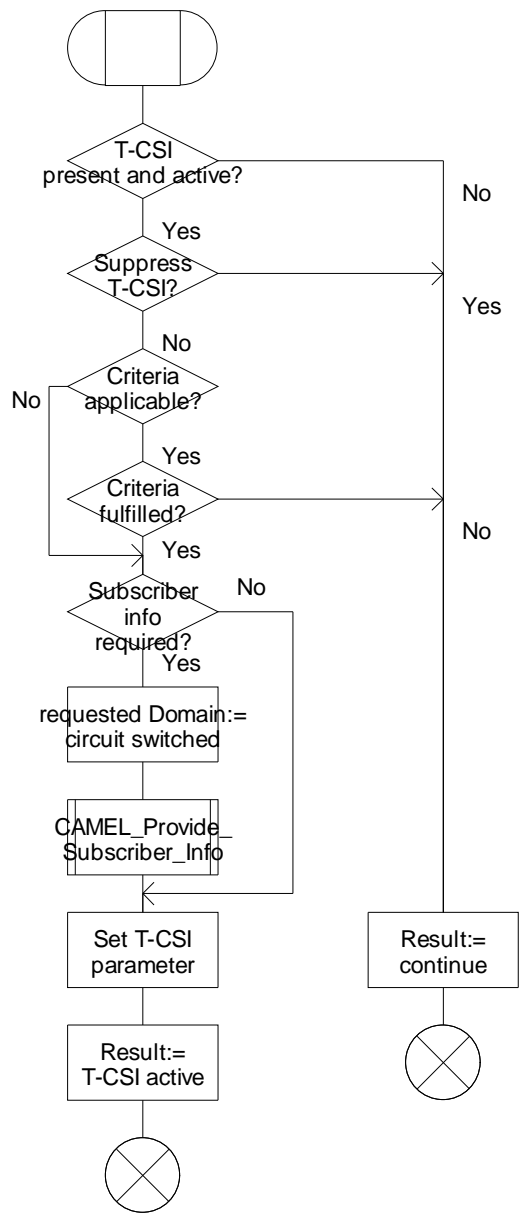 T-CSI
present and active?
No
Yes
Suppress
T-CSI?
Yes
No
Criteria
applicable?
No
Yes
Criteria
fulfilled?
No
Yes
Subscriber
info
required?
No
Yes
requested Domain:=
circuit switched
CAMEL_Provide_
Subscriber_Info
Set T-CSI
parameter
Result:=
continue
Result:=
T-CSI active